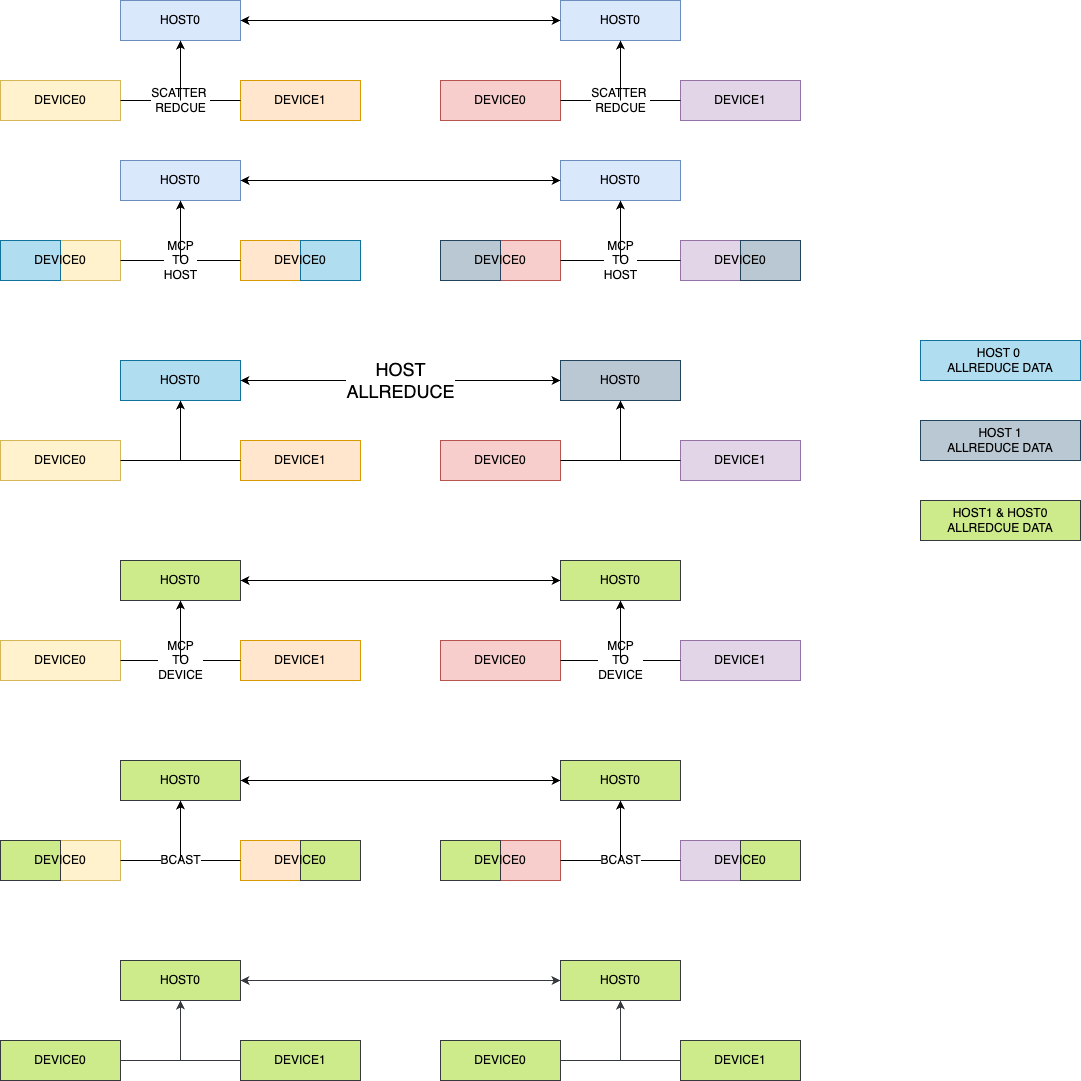 HOST0
HOST0
DEVICE0
SCATTER
REDCUE
DEVICE1
DEVICE0
SCATTER
REDCUE
DEVICE1
HOST0
HOST0
DEVICE0
MCP
TO
HOST
DEVICE0
DEVICE0
MCP
TO
HOST
DEVICE0
HOST0
HOST
ALLREDUCE
HOST0
DEVICE0
DEVICE1
DEVICE0
DEVICE1
HOST 0
ALLREDUCE DATA
HOST 1
ALLREDUCE DATA
HOST1 & HOST0
ALLREDCUE DATA
HOST0
HOST0
DEVICE0
MCP
TO
DEVICE
DEVICE1
DEVICE0
MCP
TO
DEVICE
DEVICE1
HOST0
HOST0
DEVICE0
BCAST
DEVICE0
DEVICE0
BCAST
DEVICE0
HOST0
HOST0
DEVICE0
DEVICE1
DEVICE0
DEVICE1